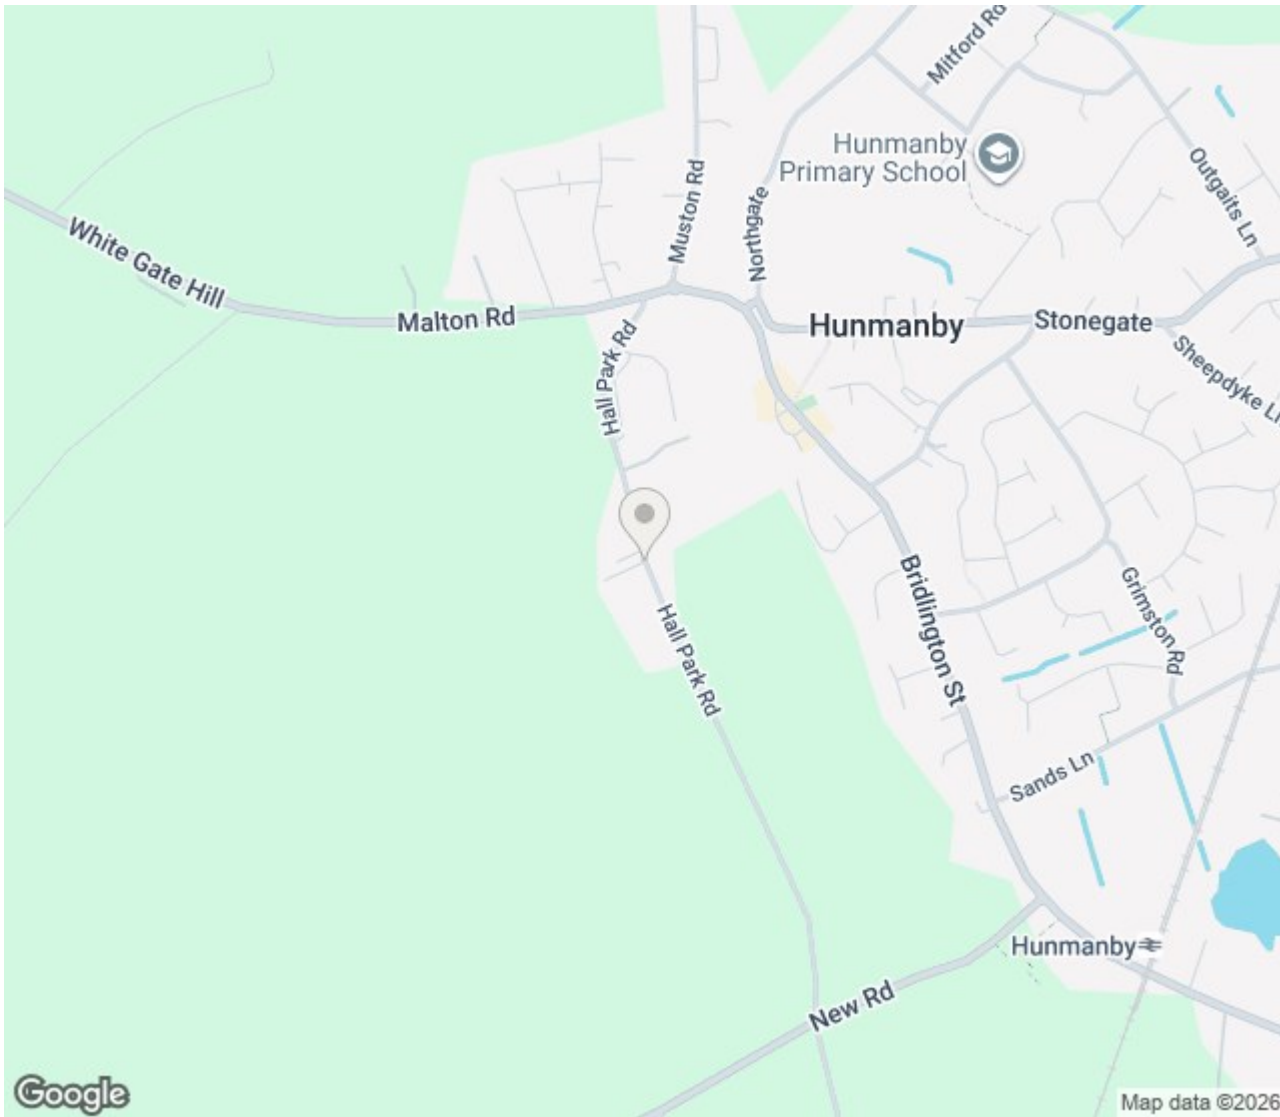 Mitford Rd
Hunmanby
Primary School
Outgaits Ln
Muston Rd
Northgate
White Gate Hill
Malton Rd
Hunmanby
Stonegate
Hall Park Rd
Sheepdyke Ln
Bridlington St
Grimston Rd
Hall Park Rd
Sands Ln
Hunmanby
New Rd
Google
Map data ©2026